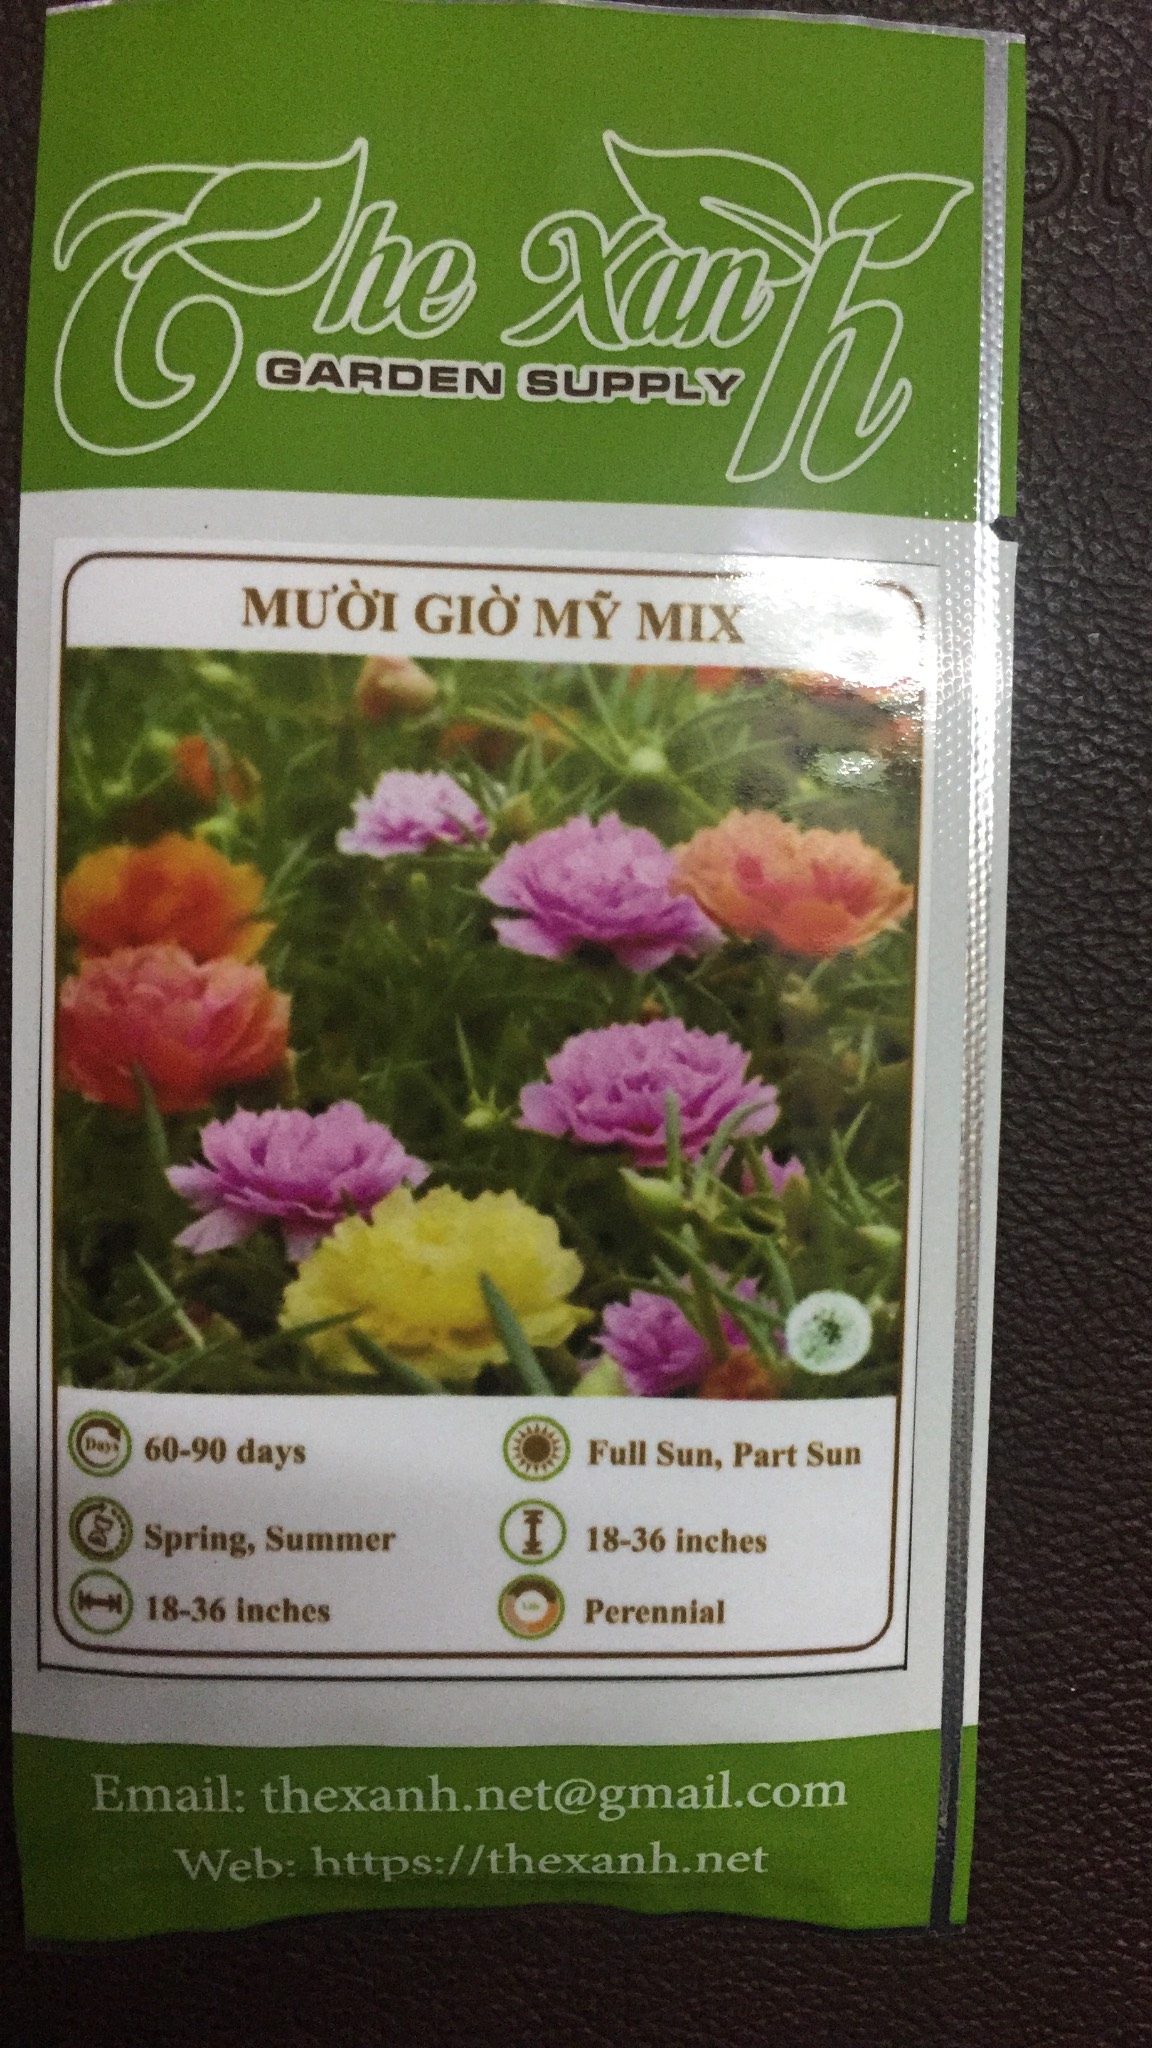 The Xanh
GARDEN SUPPLY
MƯỜI GIỜ MỸ MIX
Days 60-90 days
Full Sun, Part Sun
Spring, Summer
18-36 inches
18-36 inches
Perennial
Email: thexanh.net@gmail.com
Web: https://thexanh.net